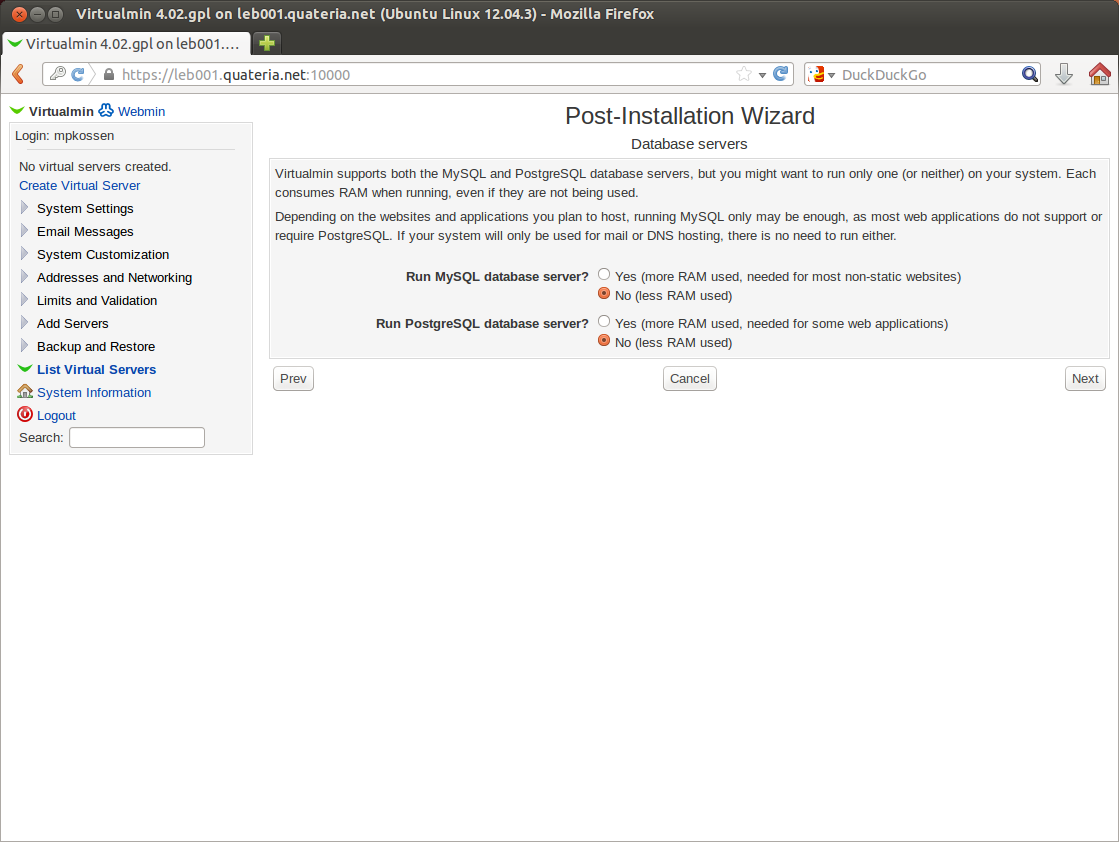 Virtualmin 4.02.gpl on leb001.quateria.net (Ubuntu Linux 12.04.3) - Mozilla Firefox
Virtualmin 4.02.gpl on leb001....
https://leb001.quateria.net:10000
DuckDuckGo
Virtualmin Webmin
Login: mpkossen
No virtual servers created.
Create Virtual Server
System Settings
Email Messages
System Customization
Addresses and Networking
Limits and Validation
Add Servers
Backup and Restore
List Virtual Servers
System Information
Logout
Search:
Post-Installation Wizard
Database servers
Virtualmin supports both the MySQL and PostgreSQL database servers, but you might want to run only one (or neither) on your system. Each
consumes RAM when running, even if they are not being used.
Depending on the websites and applications you plan to host, running MySQL only may be enough, as most web applications do not support or
require PostgreSQL. If your system will only be used for mail or DNS hosting, there is no need to run either.
Run MySQL database server? Yes (more RAM used, needed for most non-static websites)
No (less RAM used)
Run PostgreSQL database server? Yes (more RAM used, needed for some web applications)
No (less RAM used)
Prev Cancel Next